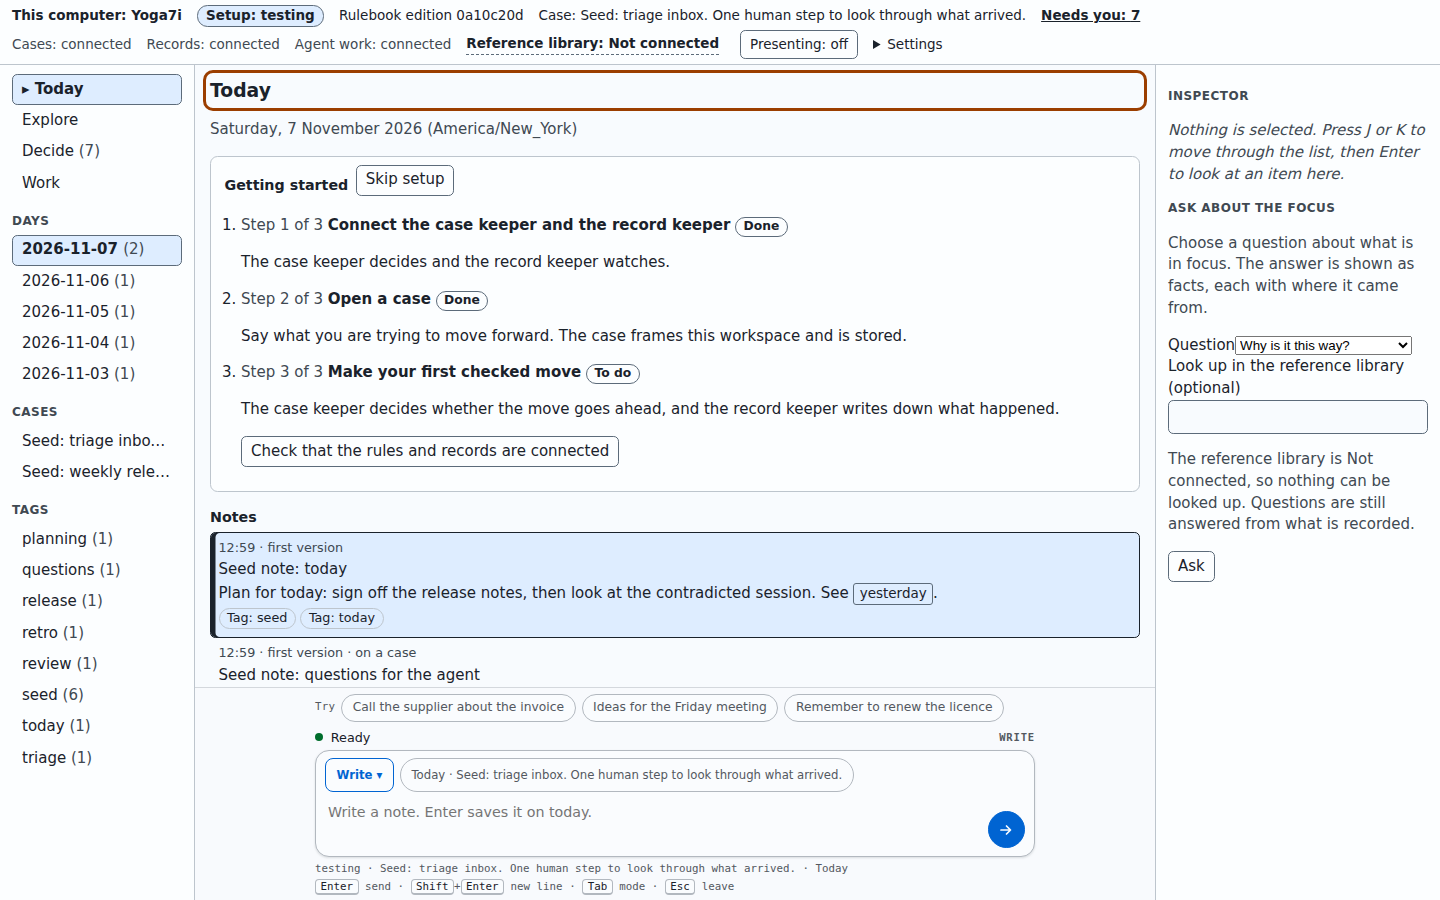 This computer: Yoga7i Setup: testing Rulebook edition 0a10c20d Case: Seed: triage inbox. One human step to look through what arrived. Needs you: 7
Cases: connected Records: connected Agent work: connected Reference library: Not connected Presenting: off ▶ Settings
▸ Today
Explore
Decide (7)
Work
DAYS
2026-11-07 (2)
2026-11-06 (1)
2026-11-05 (1)
2026-11-04 (1)
2026-11-03 (1)
CASES
Seed: triage inbo...
Seed: weekly rele...
TAGS
planning (1)
questions (1)
release (1)
retro (1)
review (1)
seed (6)
today (1)
triage (1)
Today
Saturday, 7 November 2026 (America/New_York)
Getting started Skip setup
1. Step 1 of 3 Connect the case keeper and the record keeper Done
The case keeper decides and the record keeper watches.
2. Step 2 of 3 Open a case Done
Say what you are trying to move forward. The case frames this workspace and is stored.
3. Step 3 of 3 Make your first checked move To do
The case keeper decides whether the move goes ahead, and the record keeper writes down what happened.
Check that the rules and records are connected
Notes
12:59 · first version
Seed note: today
Plan for today: sign off the release notes, then look at the contradicted session. See yesterday.
Tag: seed Tag: today
12:59 · first version · on a case
Seed note: questions for the agent
Try Call the supplier about the invoice Ideas for the Friday meeting Remember to renew the licence
Ready WRITE
Write ▾ Today · Seed: triage inbox. One human step to look through what arrived.
Write a note. Enter saves it on today.
→
testing · Seed: triage inbox. One human step to look through what arrived. · Today
Enter send · Shift+Enter new line · Tab mode · Esc leave
INSPECTOR
Nothing is selected. Press J or K to
move through the list, then Enter
to look at an item here.
ASK ABOUT THE FOCUS
Choose a question about what is
in focus. The answer is shown as
facts, each with where it came
from.
Question Why is it this way?
Look up in the reference library
(optional)
The reference library is Not
connected, so nothing can be
looked up. Questions are still
answered from what is recorded.
Ask